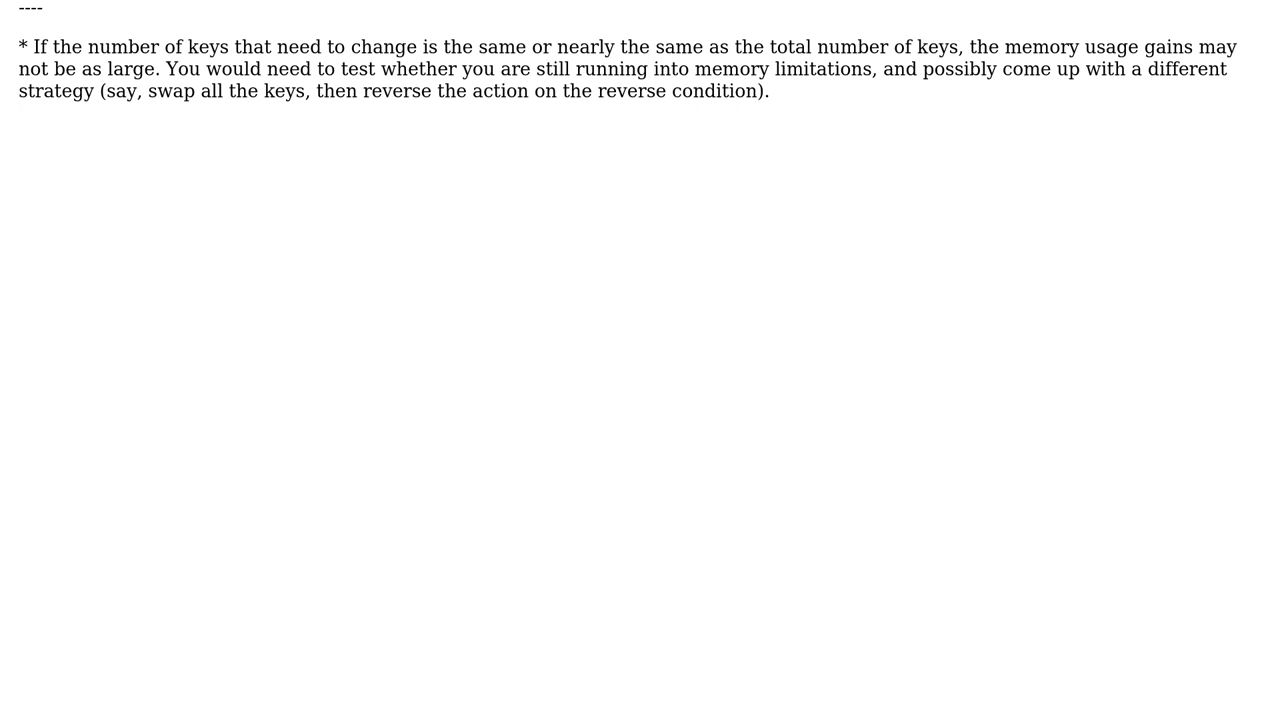 ----
* If the number of keys that need to change is the same or nearly the same as the total number of keys, the memory usage gains may
not be as large. You would need to test whether you are still running into memory limitations, and possibly come up with a different
strategy (say, swap all the keys, then reverse the action on the reverse condition).